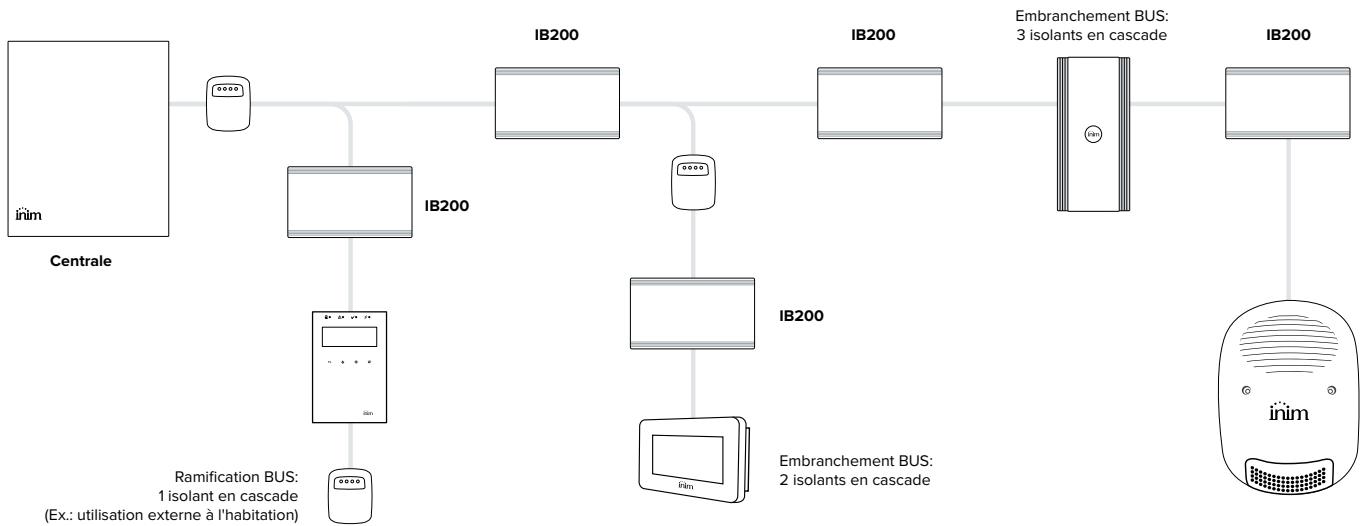 Embranchement BUS:
3 isolants en cascade
IB200
IB200
IB200
IB200
inim
inim
Centrale
IB200
inim
inim
inim
Ramification BUS:
1 isolant en cascade
(Ex.: utilisation externe à l'habitation)
Embranchement BUS:
2 isolants en cascade